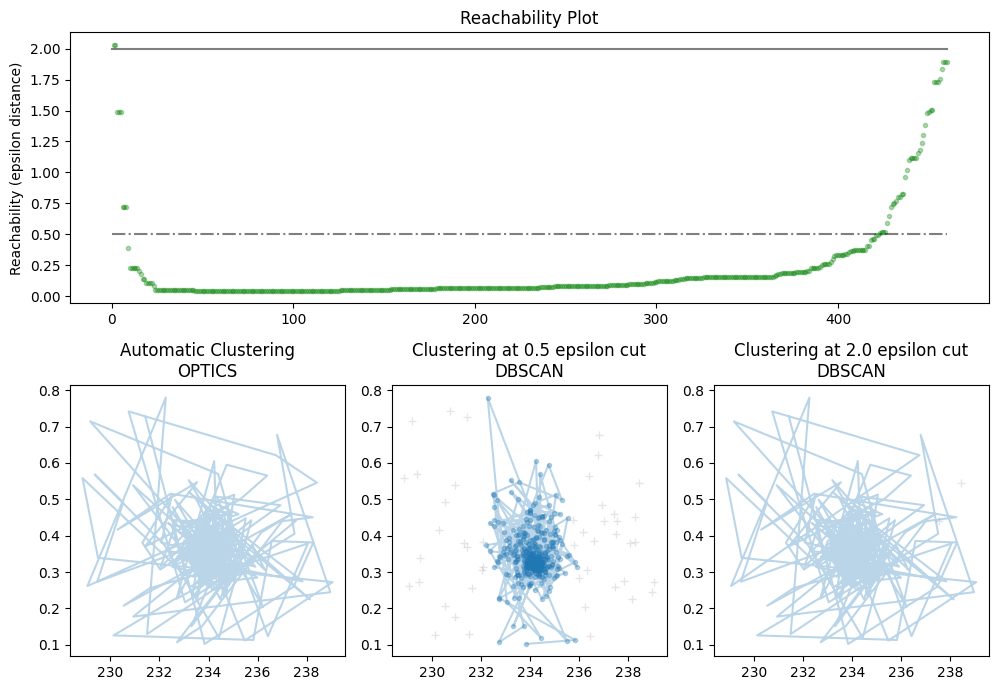 Reachability Plot
Reachability (epsilon distance)
2.00
1.75
1.50
1.25
1.00
0.75
0.50
0.25
0.00
0 100 200 300 400
Automatic Clustering
OPTICS
0.8
0.7
0.6
0.5
0.4
0.3
0.2
0.1
230 232 234 236 238
Clustering at 0.5 epsilon cut
DBSCAN
0.8
0.7
0.6
0.5
0.4
0.3
0.2
0.1
230 232 234 236 238
Clustering at 2.0 epsilon cut
DBSCAN
0.8
0.7
0.6
0.5
0.4
0.3
0.2
0.1
230 232 234 236 238